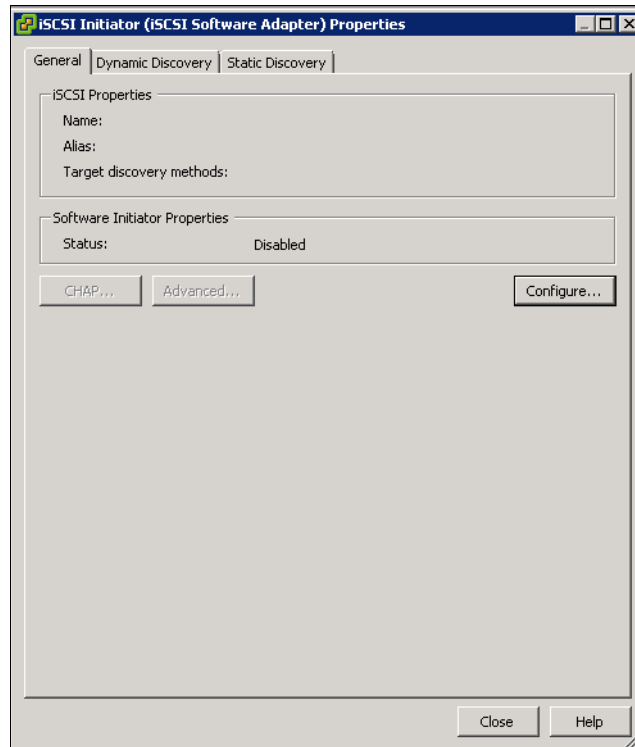 iSCSI Initiator (iSCSI Software Adapter) Properties
General Dynamic Discovery Static Discovery
iSCSI Properties
Name:
Alias:
Target discovery methods:
Software Initiator Properties
Status: Disabled
CHAP... Advanced... Configure...
Close Help